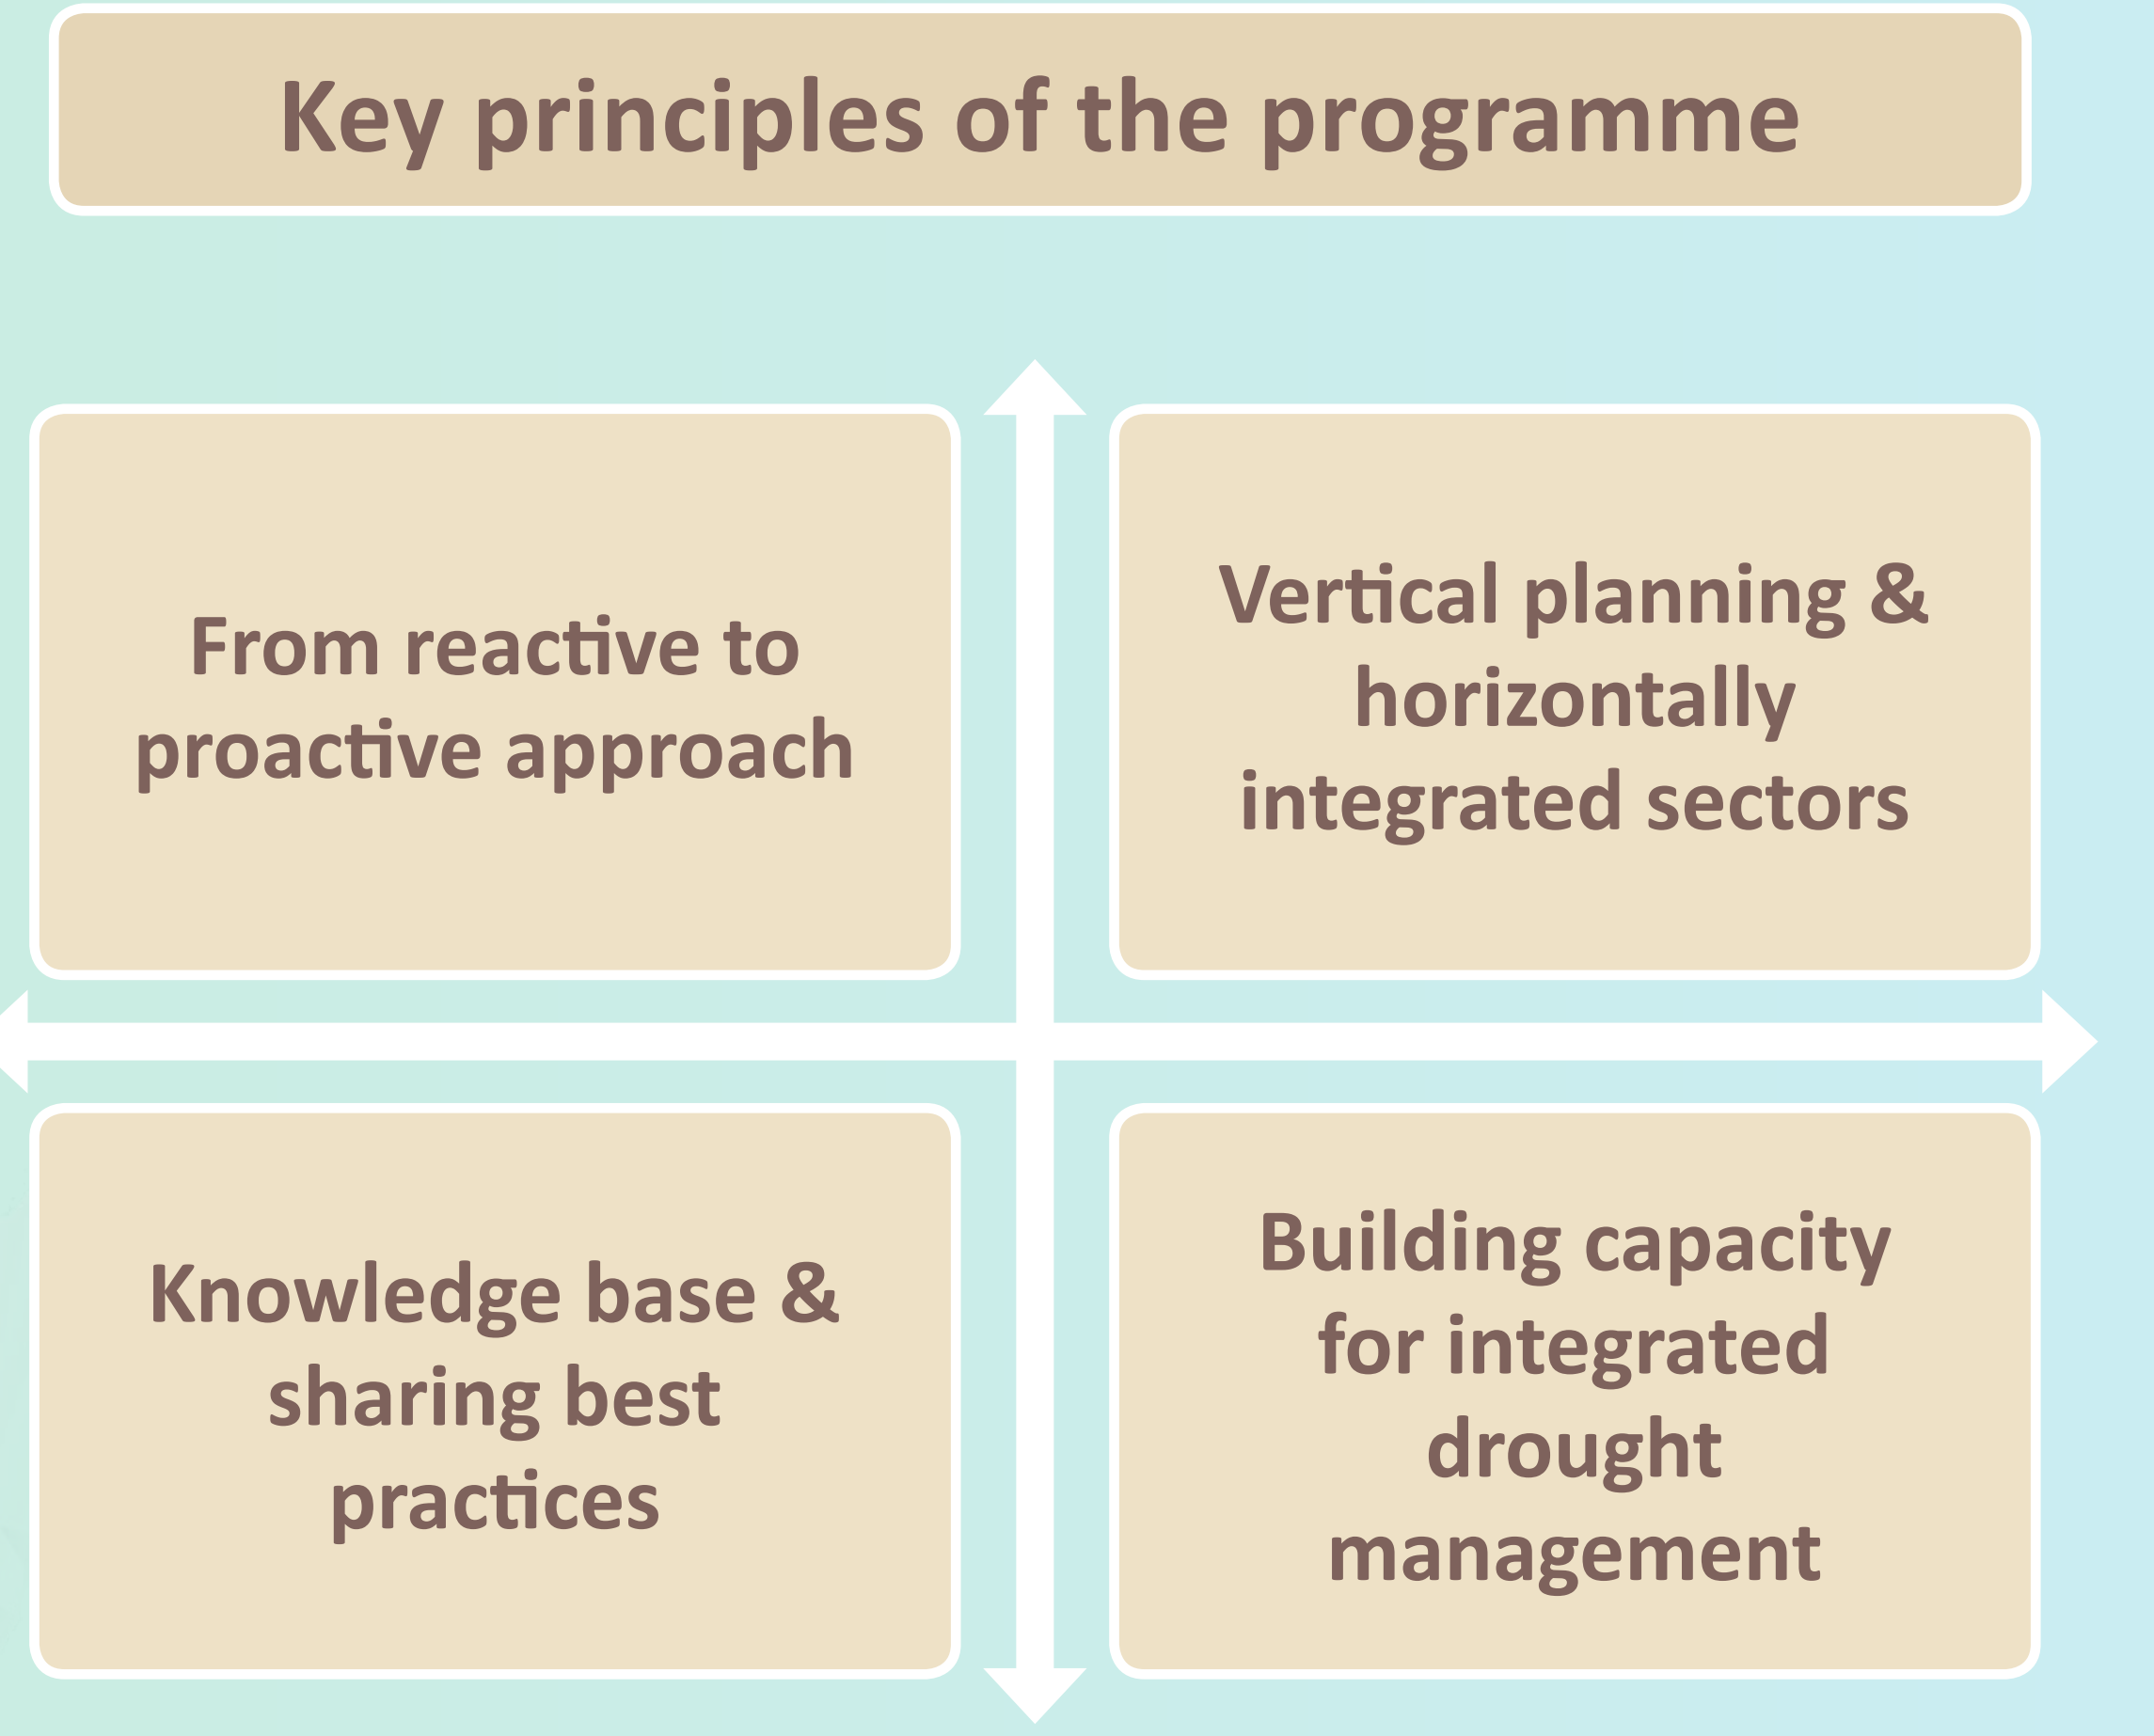 Key principles of the programme
From reactive to
proactive approach
Vertical planning &
horizontally
integrated sectors
Knowledge base &
sharing best
practices
Building capacity
for integrated
drought
management